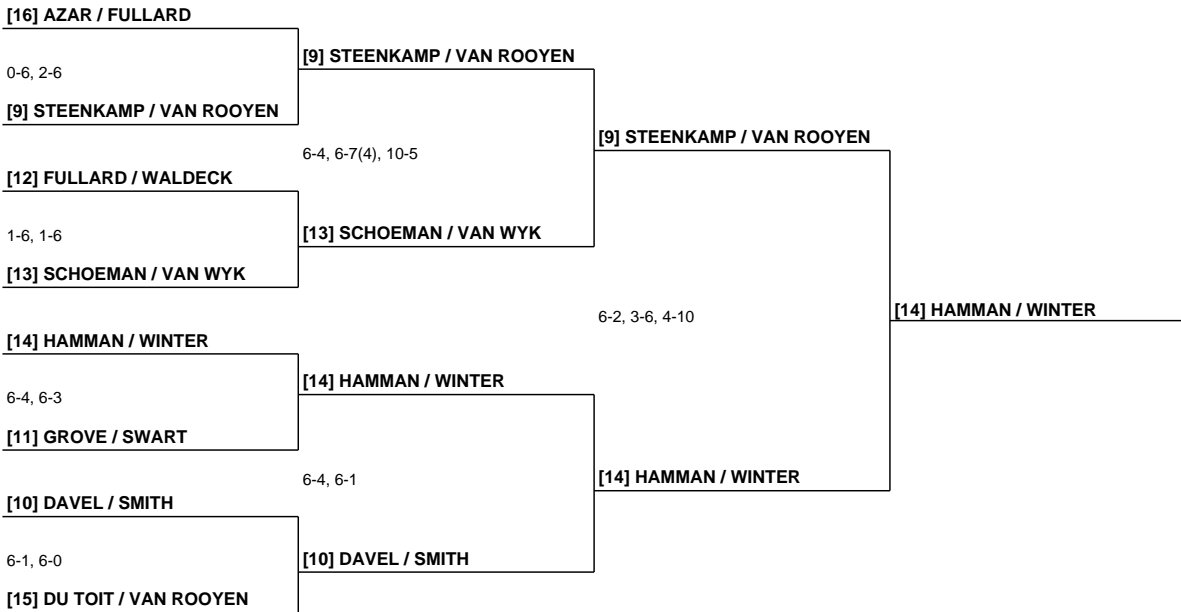 [16] AZAR / FULLARD
[9] STEENKAMP / VAN ROOYEN
0-6, 2-6
[9] STEENKAMP / VAN ROOYEN
[9] STEENKAMP / VAN ROOYEN
6-4, 6-7(4), 10-5
[12] FULLARD / WALDECK
1-6, 1-6
[13] SCHOEMAN / VAN WYK
[13] SCHOEMAN / VAN WYK
6-2, 3-6, 4-10
[14] HAMMAN / WINTER
[14] HAMMAN / WINTER
[14] HAMMAN / WINTER
6-4, 6-3
[11] GROVE / SWART
6-4, 6-1
[14] HAMMAN / WINTER
[10] DAVEL / SMITH
6-1, 6-0
[10] DAVEL / SMITH
[15] DU TOIT / VAN ROOYEN